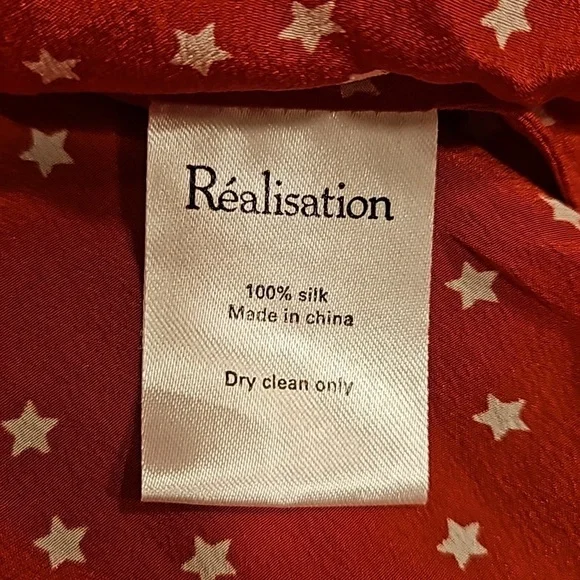 Réalisation
100% silk
Made in china
Dry clean only